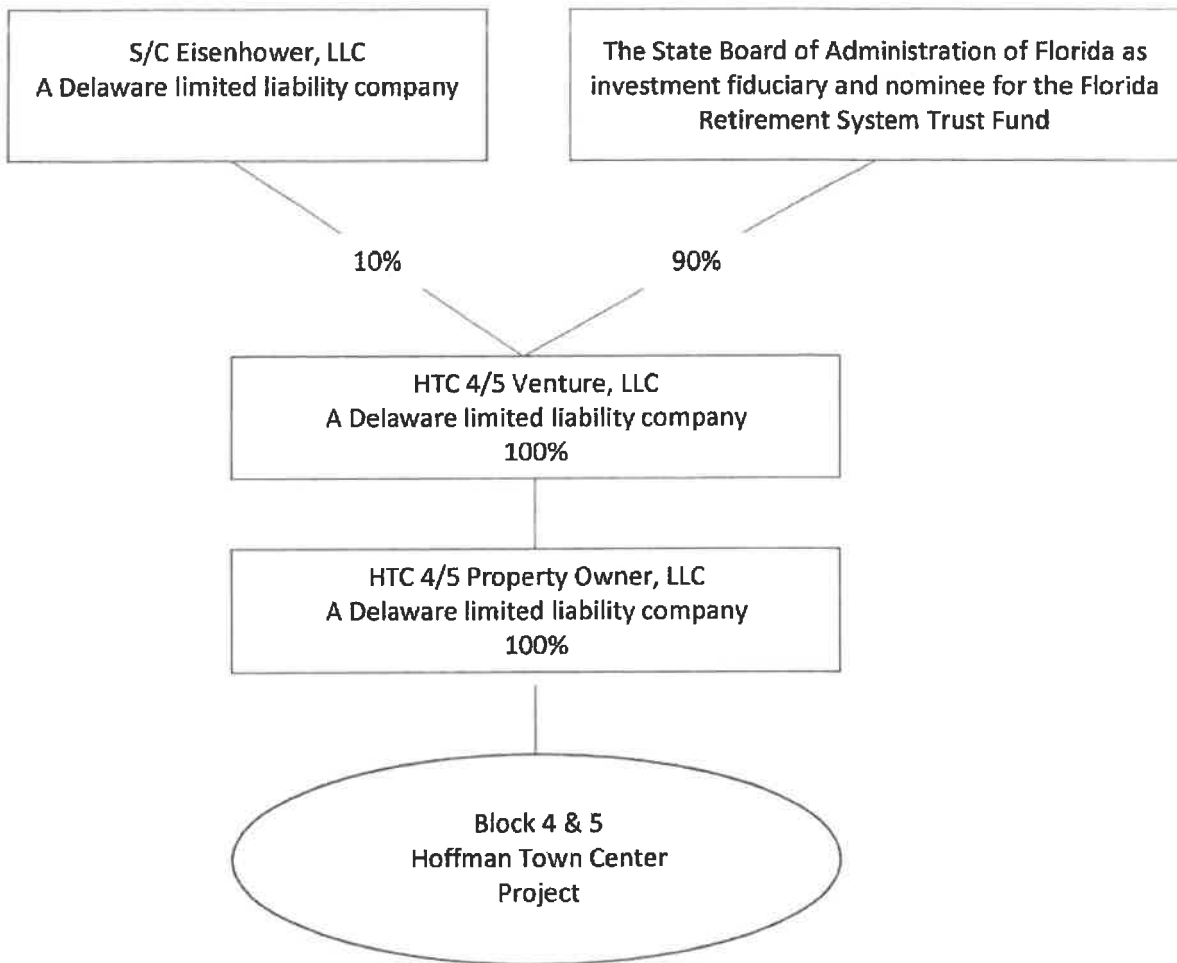 S/C Eisenhower, LLC
A Delaware limited liability company
The State Board of Administration of Florida as
investment fiduciary and nominee for the Florida
Retirement System Trust Fund
10%
90%
HTC 4/5 Venture, LLC
A Delaware limited liability company
100%
HTC 4/5 Property Owner, LLC
A Delaware limited liability company
100%
Block 4 & 5
Hoffman Town Center
Project